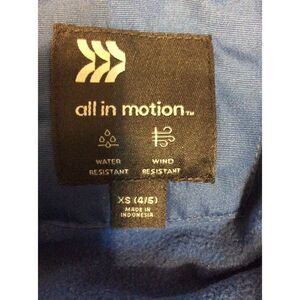 all in motion™
WATER WIND
RESISTANT RESISTANT
XS (4/5)
MADE IN
INDONESIA